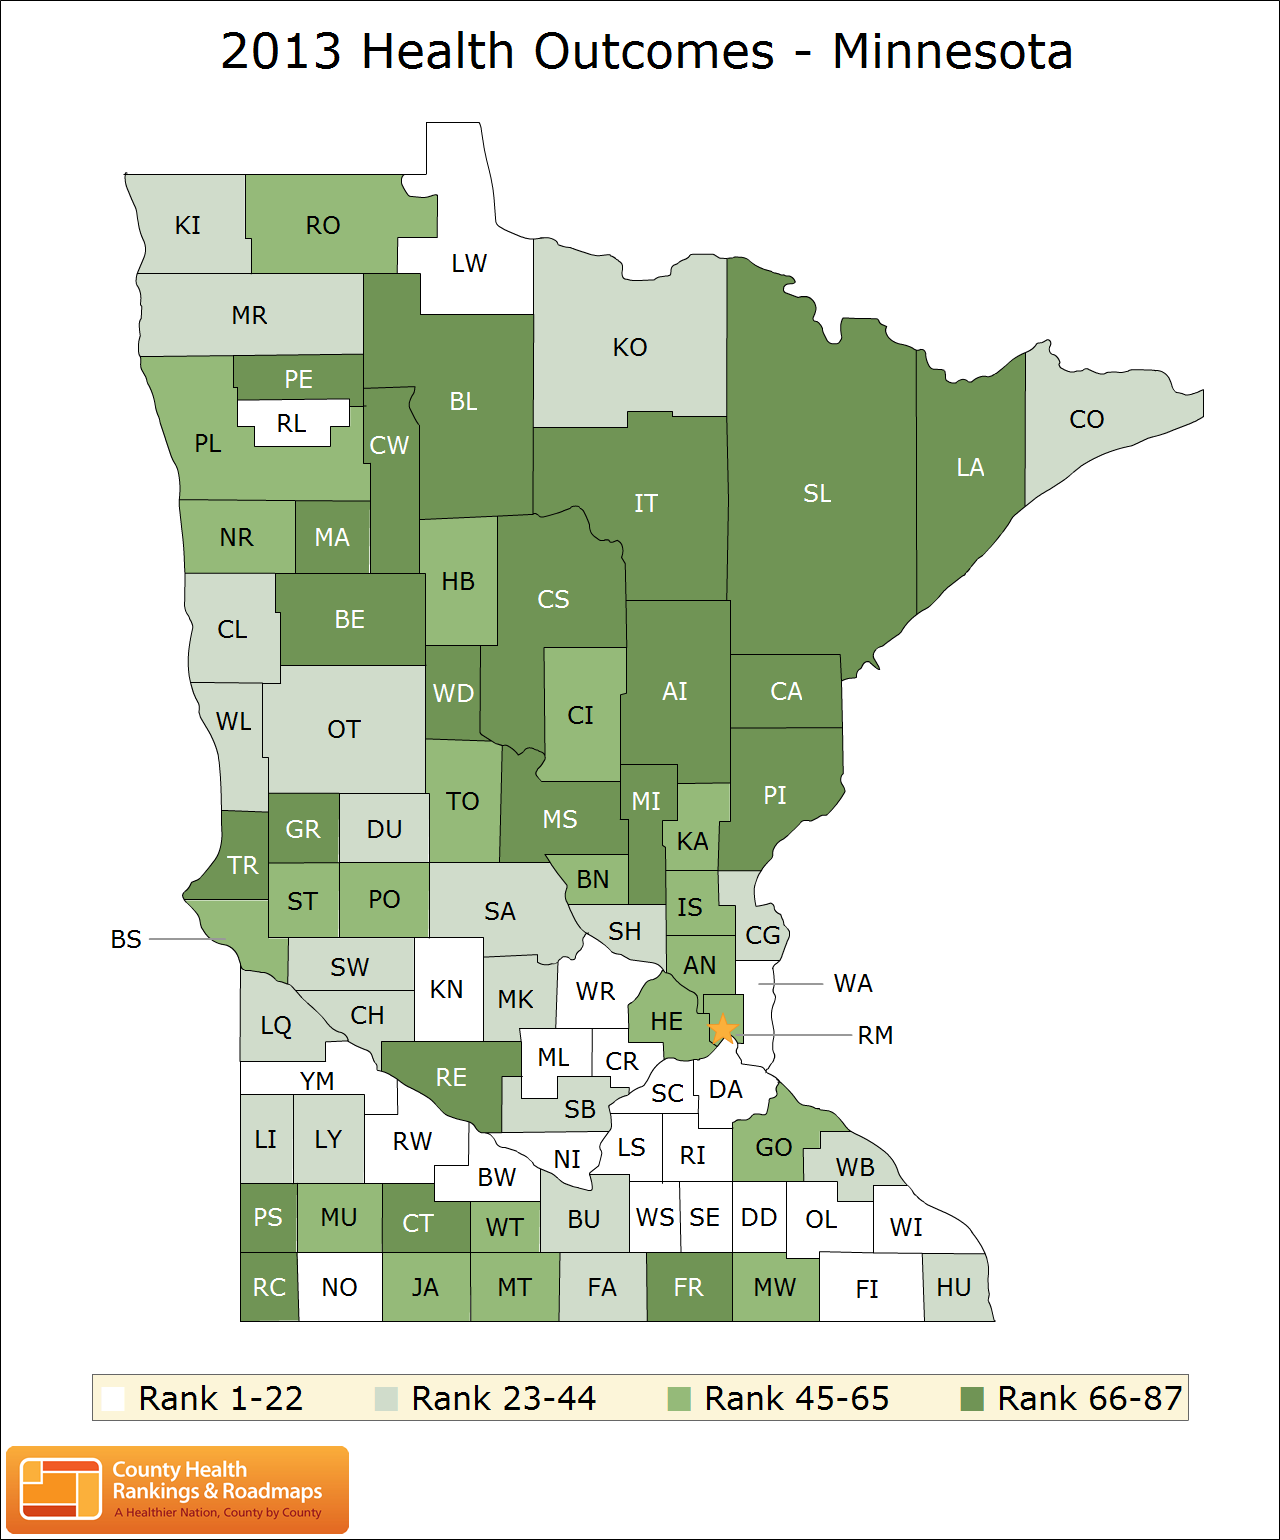 2013 Health Outcomes - Minnesota
KI
RO
LW
MR
KO
PE
BL
CO
RL
PL
CW
LA
SL
IT
NR
MA
HB
CS
BE
CL
WD
AI
CA
WL
CI
OT
TO
PI
MI
MS
GR
DU
KA
TR
BN
ST
PO
IS
SA
SH
CG
BS
SW
AN
WA
KN
WR
MK
CH
HE
LQ
RM
ML
CR
RE
YM
SC
DA
SB
LI
LY
RW
LS
GO
RI
NI
WB
BW
PS
MU
CT
WT
BU
WS
SE
DD
OL
WI
RC
NO
JA
MT
FA
FR
MW
FI
HU
Rank 1-22 Rank 23-44 Rank 45-65 Rank 66-87
County Health
Rankings & Roadmaps
A Healthier Nation, County by County